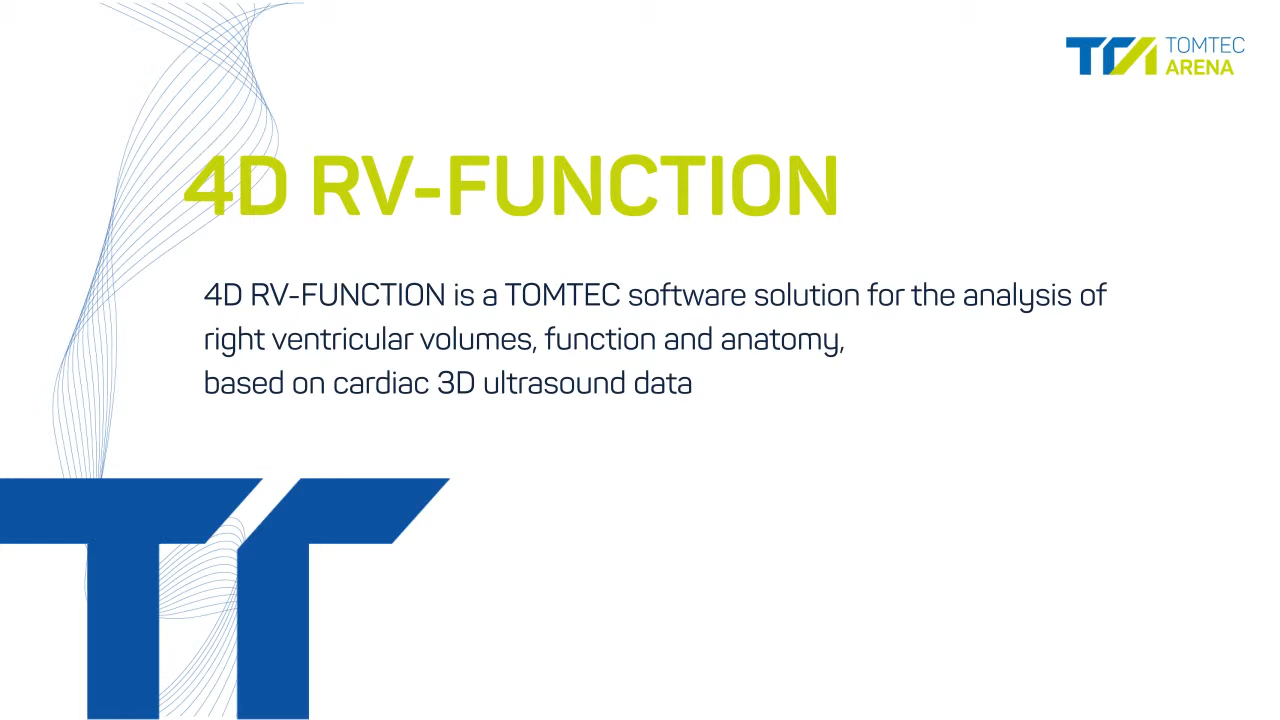 TOMTEC
ARENA
4D RV-FUNCTION
4D RV-FUNCTION is a TOMTEC software solution for the analysis of
right ventricular volumes, function and anatomy,
based on cardiac 3D ultrasound data